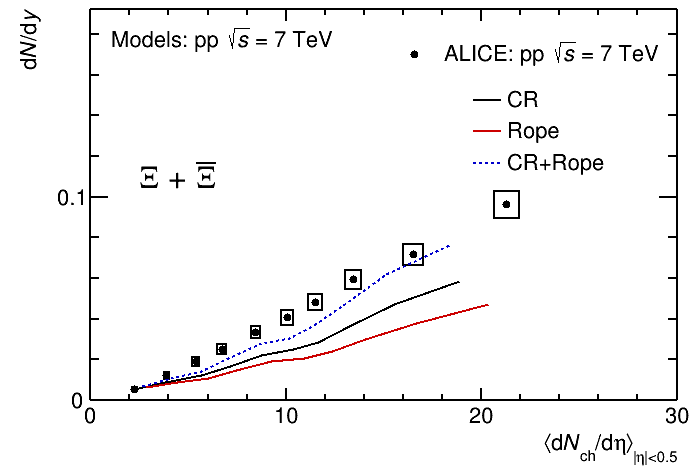 dN/dy
Models: pp √s = 7 TeV
ALICE: pp √s = 7 TeV
CR
Rope
CR+Rope
Ξ + Ξ̅
0.1
0
0 10 20 30
⟨dN_ch/dη⟩_|η|<0.5